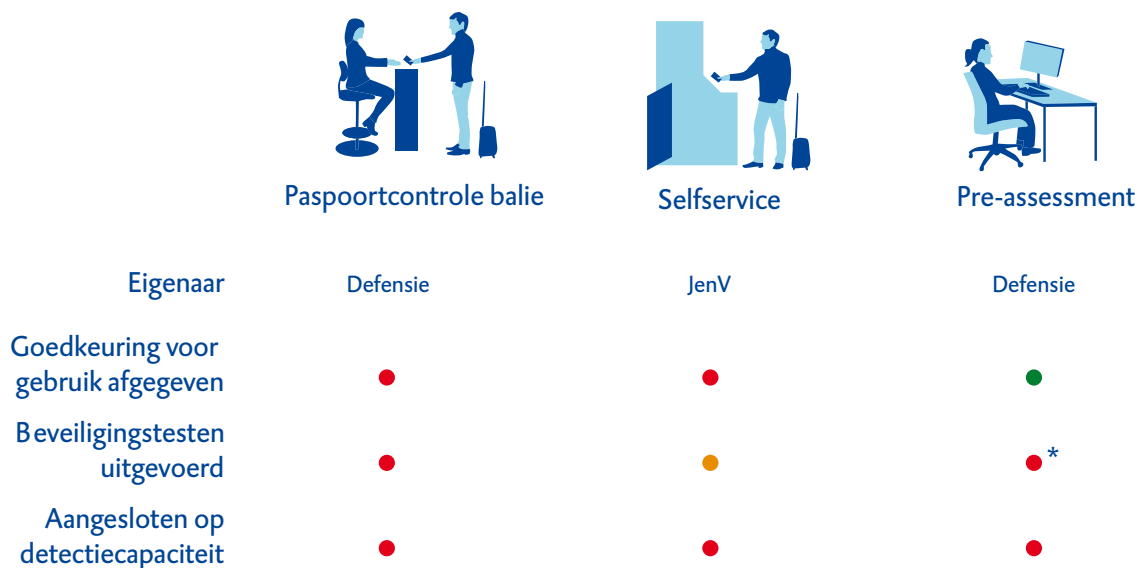 Paspoortcontrole balie
Selfservice
Pre-assessment
Eigenaar
Defensie
JenV
Defensie
Goedkeuring voor
gebruik afgegeven
Beveiligingstesten
uitgevoerd
*
Aangesloten op
detectiecapaciteit